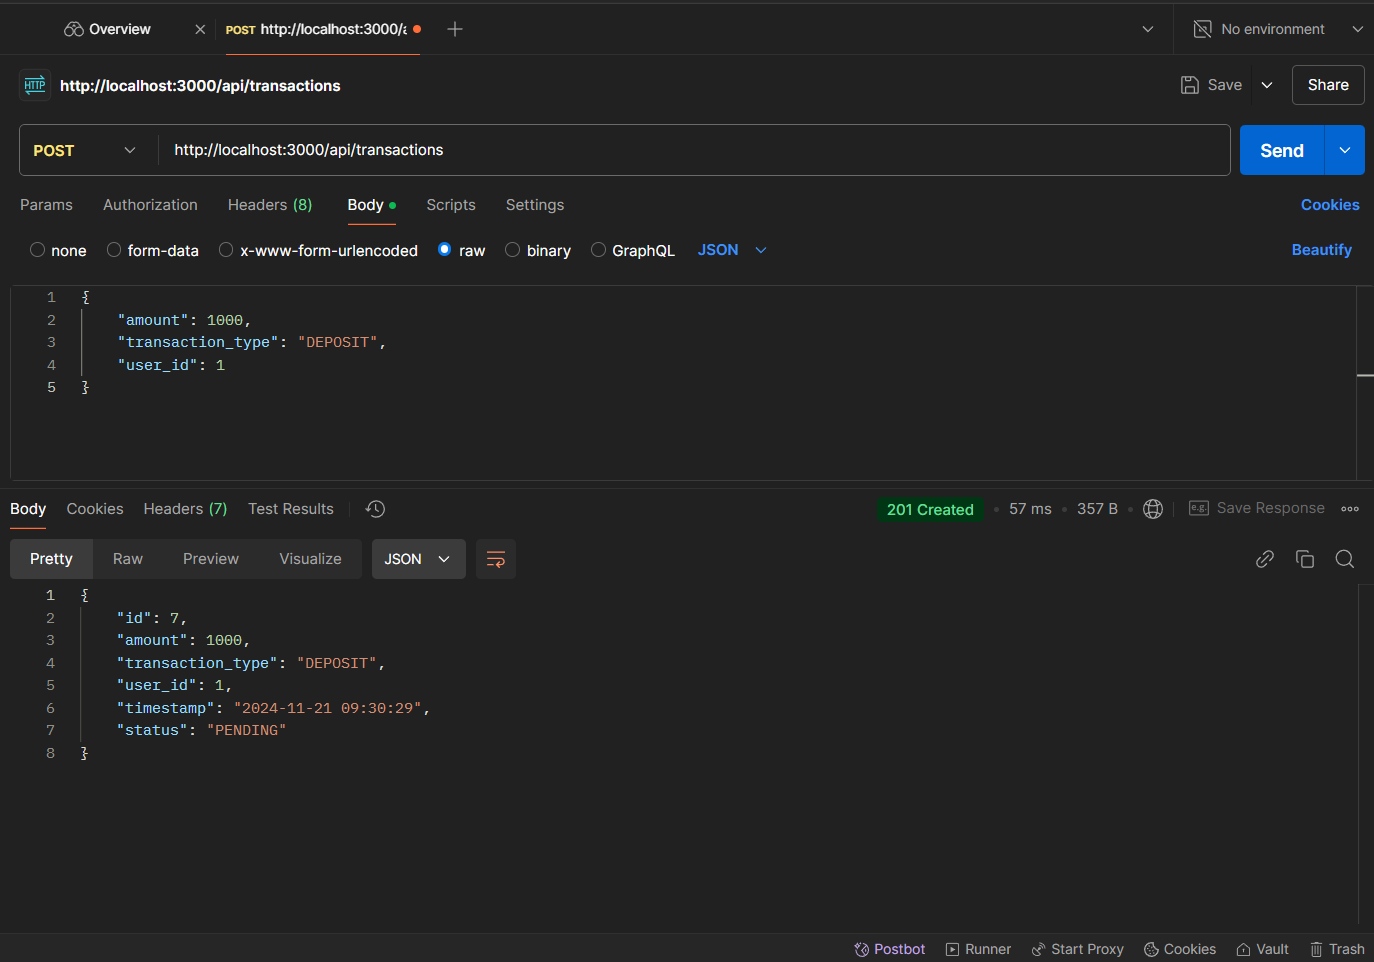 Overview
POST http://localhost:3000/a
No environment
HTTP http://localhost:3000/api/transactions
Save
Share
POST http://localhost:3000/api/transactions
Send
Params Authorization Headers (8) Body Scripts Settings Cookies
none form-data x-www-form-urlencoded raw binary GraphQL JSON Beautify
1 {
2 "amount": 1000,
3 "transaction_type": "DEPOSIT",
4 "user_id": 1
5 }
Body Cookies Headers (7) Test Results 201 Created 57 ms 357 B e.g. Save Response
Pretty Raw Preview Visualize JSON
1 {
2 "id": 7,
3 "amount": 1000,
4 "transaction_type": "DEPOSIT",
5 "user_id": 1,
6 "timestamp": "2024-11-21 09:30:29",
7 "status": "PENDING"
8 }
Postbot Runner Start Proxy Cookies Vault Trash